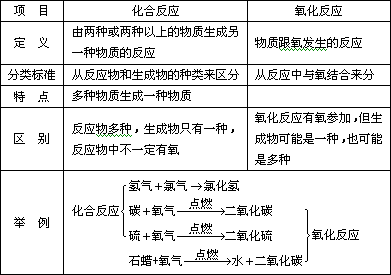 项 目 化合反应 氧化反应
定 义 由两种或两种以上的物质生成另一种物质的反应 物质跟氧发生的反应
分类标准 从反应物和生成物的种类来区分 从反应中与氧结合来分
特 点 多种物质生成一种物质
区 别 反应物多种，生成物只有一种，反应物中不一定有氧 氧化反应有氧参加,但生成物可能是一种,也可能是多种
举 例
化合反应
氢气+氯气→氯化氢
碳+氧气 点燃→ 二氧化碳
硫+氧气 点燃→ 二氧化硫
石蜡+氧气 点燃→ 水+二氧化碳
氧化反应